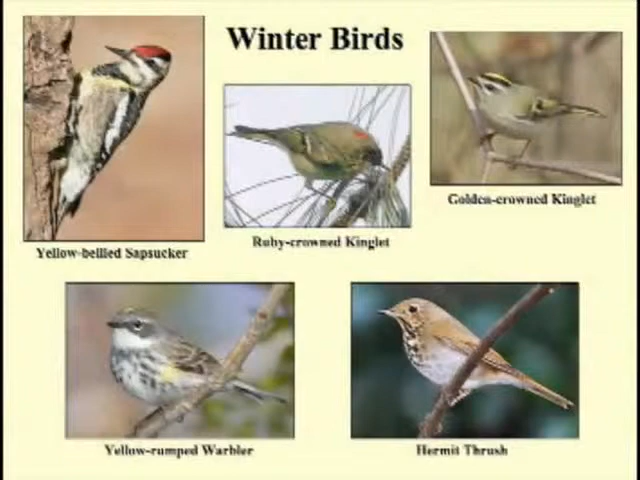 Winter Birds
Yellow-bellied Sapsucker
Ruby-crowned Kinglet
Golden-crowned Kinglet
Yellow-rumped Warbler
Hermit Thrush